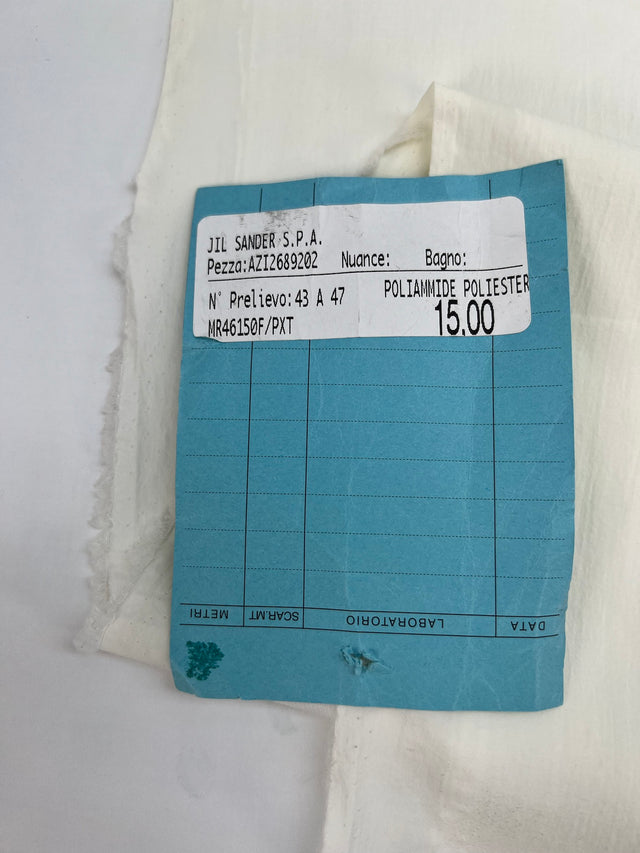 JIL SANDER S.P.A.
Pezza:AZI2689202 Nuance: Bagno:
N° Prelievo:43 A 47 POLIAMMIDE POLIESTER
MR46150F/PXT 15,00
METRI SCAR.MT LABORATORIO DATA